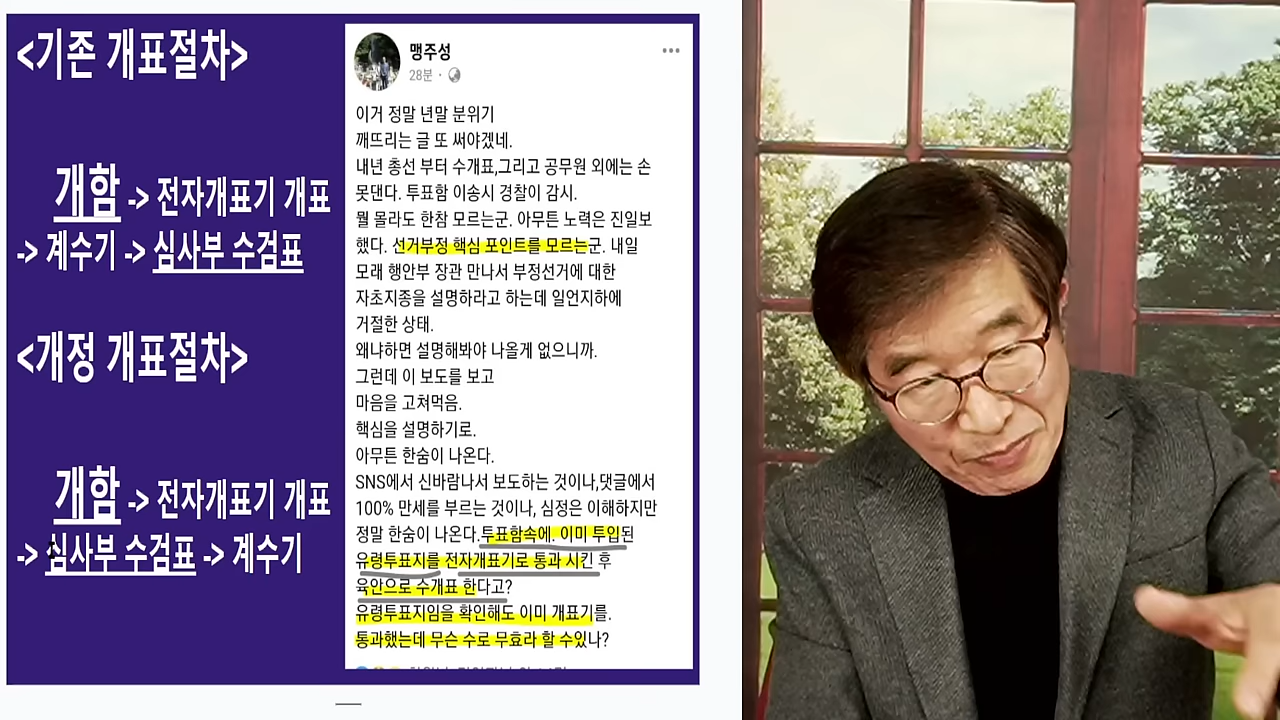 <기존 개표절차>
개함 -> 전자개표기 개표
-> 계수기 -> 심사부 수검표
<개정 개표절차>
개함 -> 전자개표기 개표
-> 심사부 수검표 -> 계수기
맹주성
28분
이거 정말 년말 분위기
깨뜨리는 글 또 써야겠네.
내년 총선 부터 수개표,그리고 공무원 외에는 손
못댄다. 투표함 이송시 경찰이 감시.
뭘 몰라도 한참 모르는군. 아무튼 노력은 진일보
했다. 선거부정 핵심 포인트를 모르는군. 내일
모래 행안부 장관 만나서 부정선거에 대한
자초지종을 설명하라고 하는데 일언지하에
거절한 상태.
왜냐하면 설명해봐야 나올게 없으니까.
그런데 이 보도를 보고
마음을 고쳐먹음.
핵심을 설명하기로.
아무튼 한숨이 나온다.
SNS에서 신바람나서 보도하는 것이나,댓글에서
100% 만세를 부르는 것이나, 심정은 이해하지만
정말 한숨이 나온다.투표함속에. 이미 투입된
유령투표지를 전자개표기로 통과 시킨 후
육안으로 수개표 한다고?
유령투표지임을 확인해도 이미 개표기를.
통과했는데 무슨 수로 무효라 할 수있나?